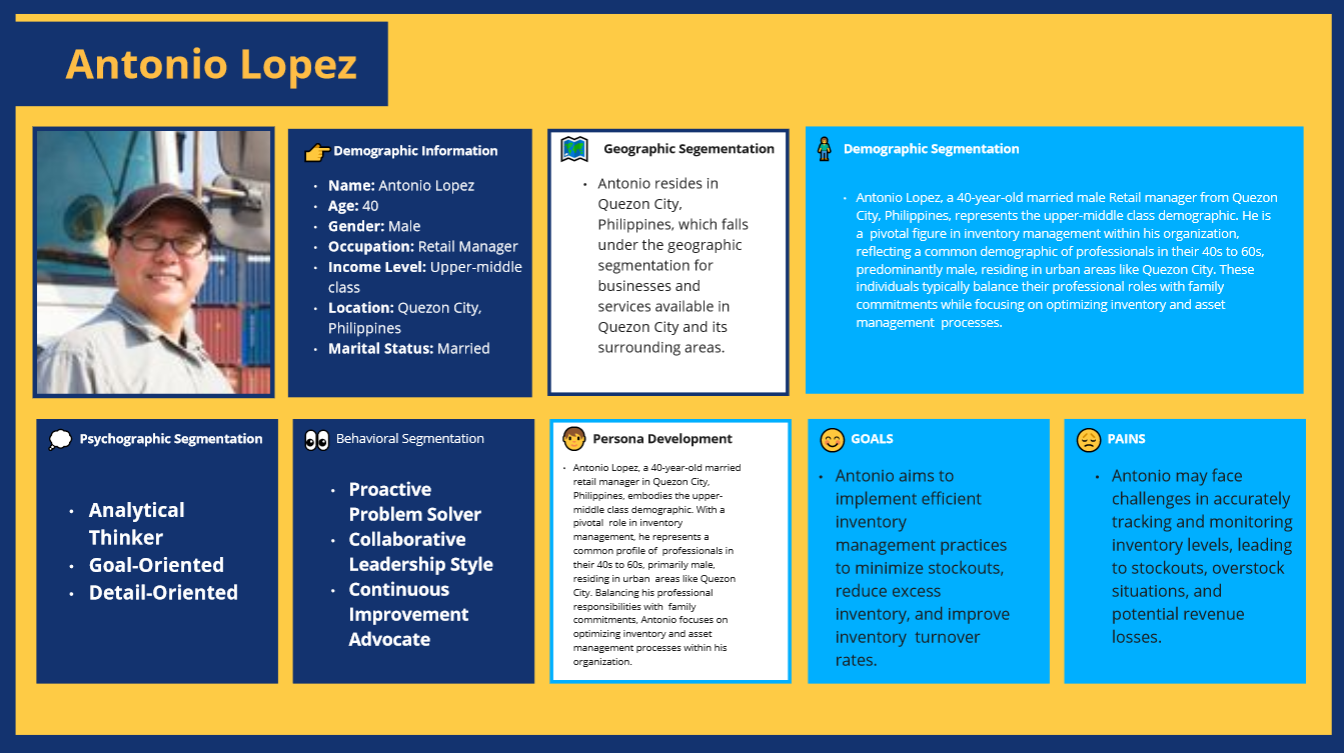 Antonio Lopez
Demographic Information
· Name: Antonio Lopez
· Age: 40
· Gender: Male
· Occupation: Retail Manager
· Income Level: Upper-middle
class
· Location: Quezon City,
Philippines
· Marital Status: Married
Geographic Segementation
· Antonio resides in
Quezon City,
Philippines, which falls
under the geographic
segmentation for
businesses and
services available in
Quezon City and its
surrounding areas.
Demographic Segmentation
· Antonio Lopez, a 40-year-old married male Retail manager from Quezon
City, Philippines, represents the upper-middle class demographic. He is
a pivotal figure in inventory management within his organization,
reflecting a common demographic of professionals in their 40s to 60s,
predominantly male, residing in urban areas like Quezon City. These
individuals typically balance their professional roles with family
commitments while focusing on optimizing inventory and asset
management processes.
Psychographic Segmentation
· Analytical
Thinker
· Goal-Oriented
· Detail-Oriented
Behavioral Segmentation
· Proactive
Problem Solver
· Collaborative
Leadership Style
· Continuous
Improvement
Advocate
Persona Development
· Antonio Lopez, a 40-year-old married
retail manager in Quezon City,
Philippines, embodies the upper-
middle class demographic. With a
pivotal role in inventory
management, he represents a
common profile of professionals in
their 40s to 60s, primarily male,
residing in urban areas like Quezon
City. Balancing his professional
responsibilities with family
commitments, Antonio focuses on
optimizing inventory and asset
management processes within his
organization.
GOALS
· Antonio aims to
implement efficient
inventory
management practices
to minimize stockouts,
reduce excess
inventory, and improve
inventory turnover
rates.
PAINS
· Antonio may face
challenges in accurately
tracking and monitoring
inventory levels, leading
to stockouts, overstock
situations, and
potential revenue
losses.